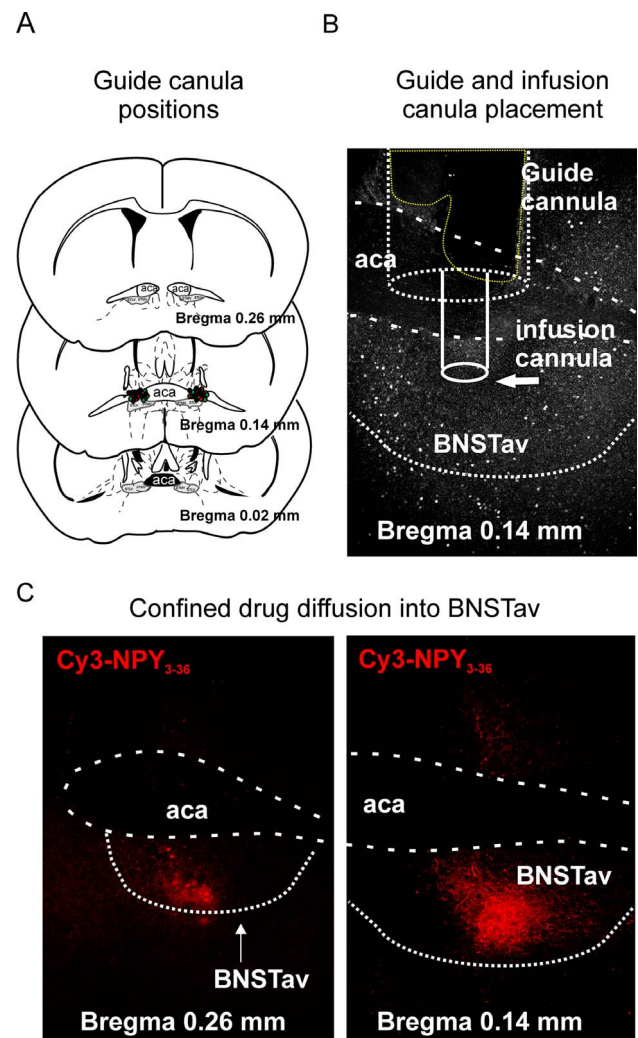 A
Guide canula
positions
aca
aca
Bregma 0.26 mm
aca
Bregma 0.14 mm
aca
Bregma 0.02 mm
B
Guide and infusion
canula placement
Guide
cannula
aca
infusion
cannula
BNSTav
Bregma 0.14 mm
C
Confined drug diffusion into BNSTav
Cy3-NPY3-36
aca
BNSTav
Bregma 0.26 mm
Cy3-NPY3-36
aca
BNSTav
Bregma 0.14 mm